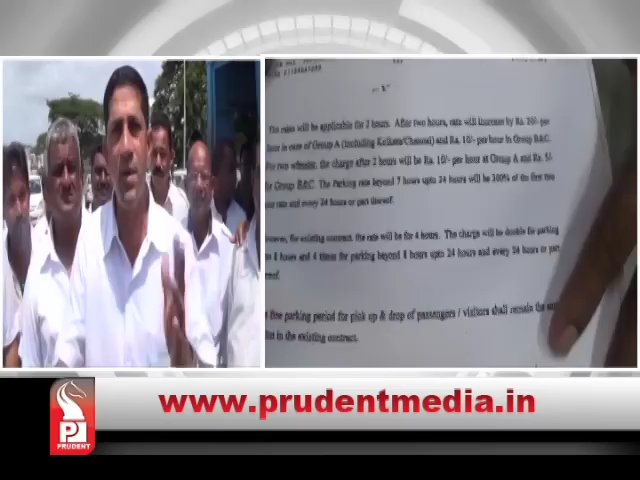 The rates will be applicable for 2 hours. After two hours, rate will increase by Rs. 20/- per
hour in case of Group A (including Kolkata/Chennai) and Rs. 10/- per hour in Group B&C.
For two wheeler, the charge after 2 hours will be Rs. 10/- per hour at Group A and Rs. 5/-
for Group B&C. The Parking rate beyond 7 hours upto 24 hours will be 300% of the first two
hour rate and every 24 hours or part thereof.
for existing contract, the rate will be for 4 hours. The charge will be double for parking
8 hours and 4 times for parking beyond 8 hours upto 24 hours and every 24 hours or part
free parking period for pick up & drop of passengers / visitors shall remain the
in the existing contract.
www.prudentmedia.in
P
PRUDENT